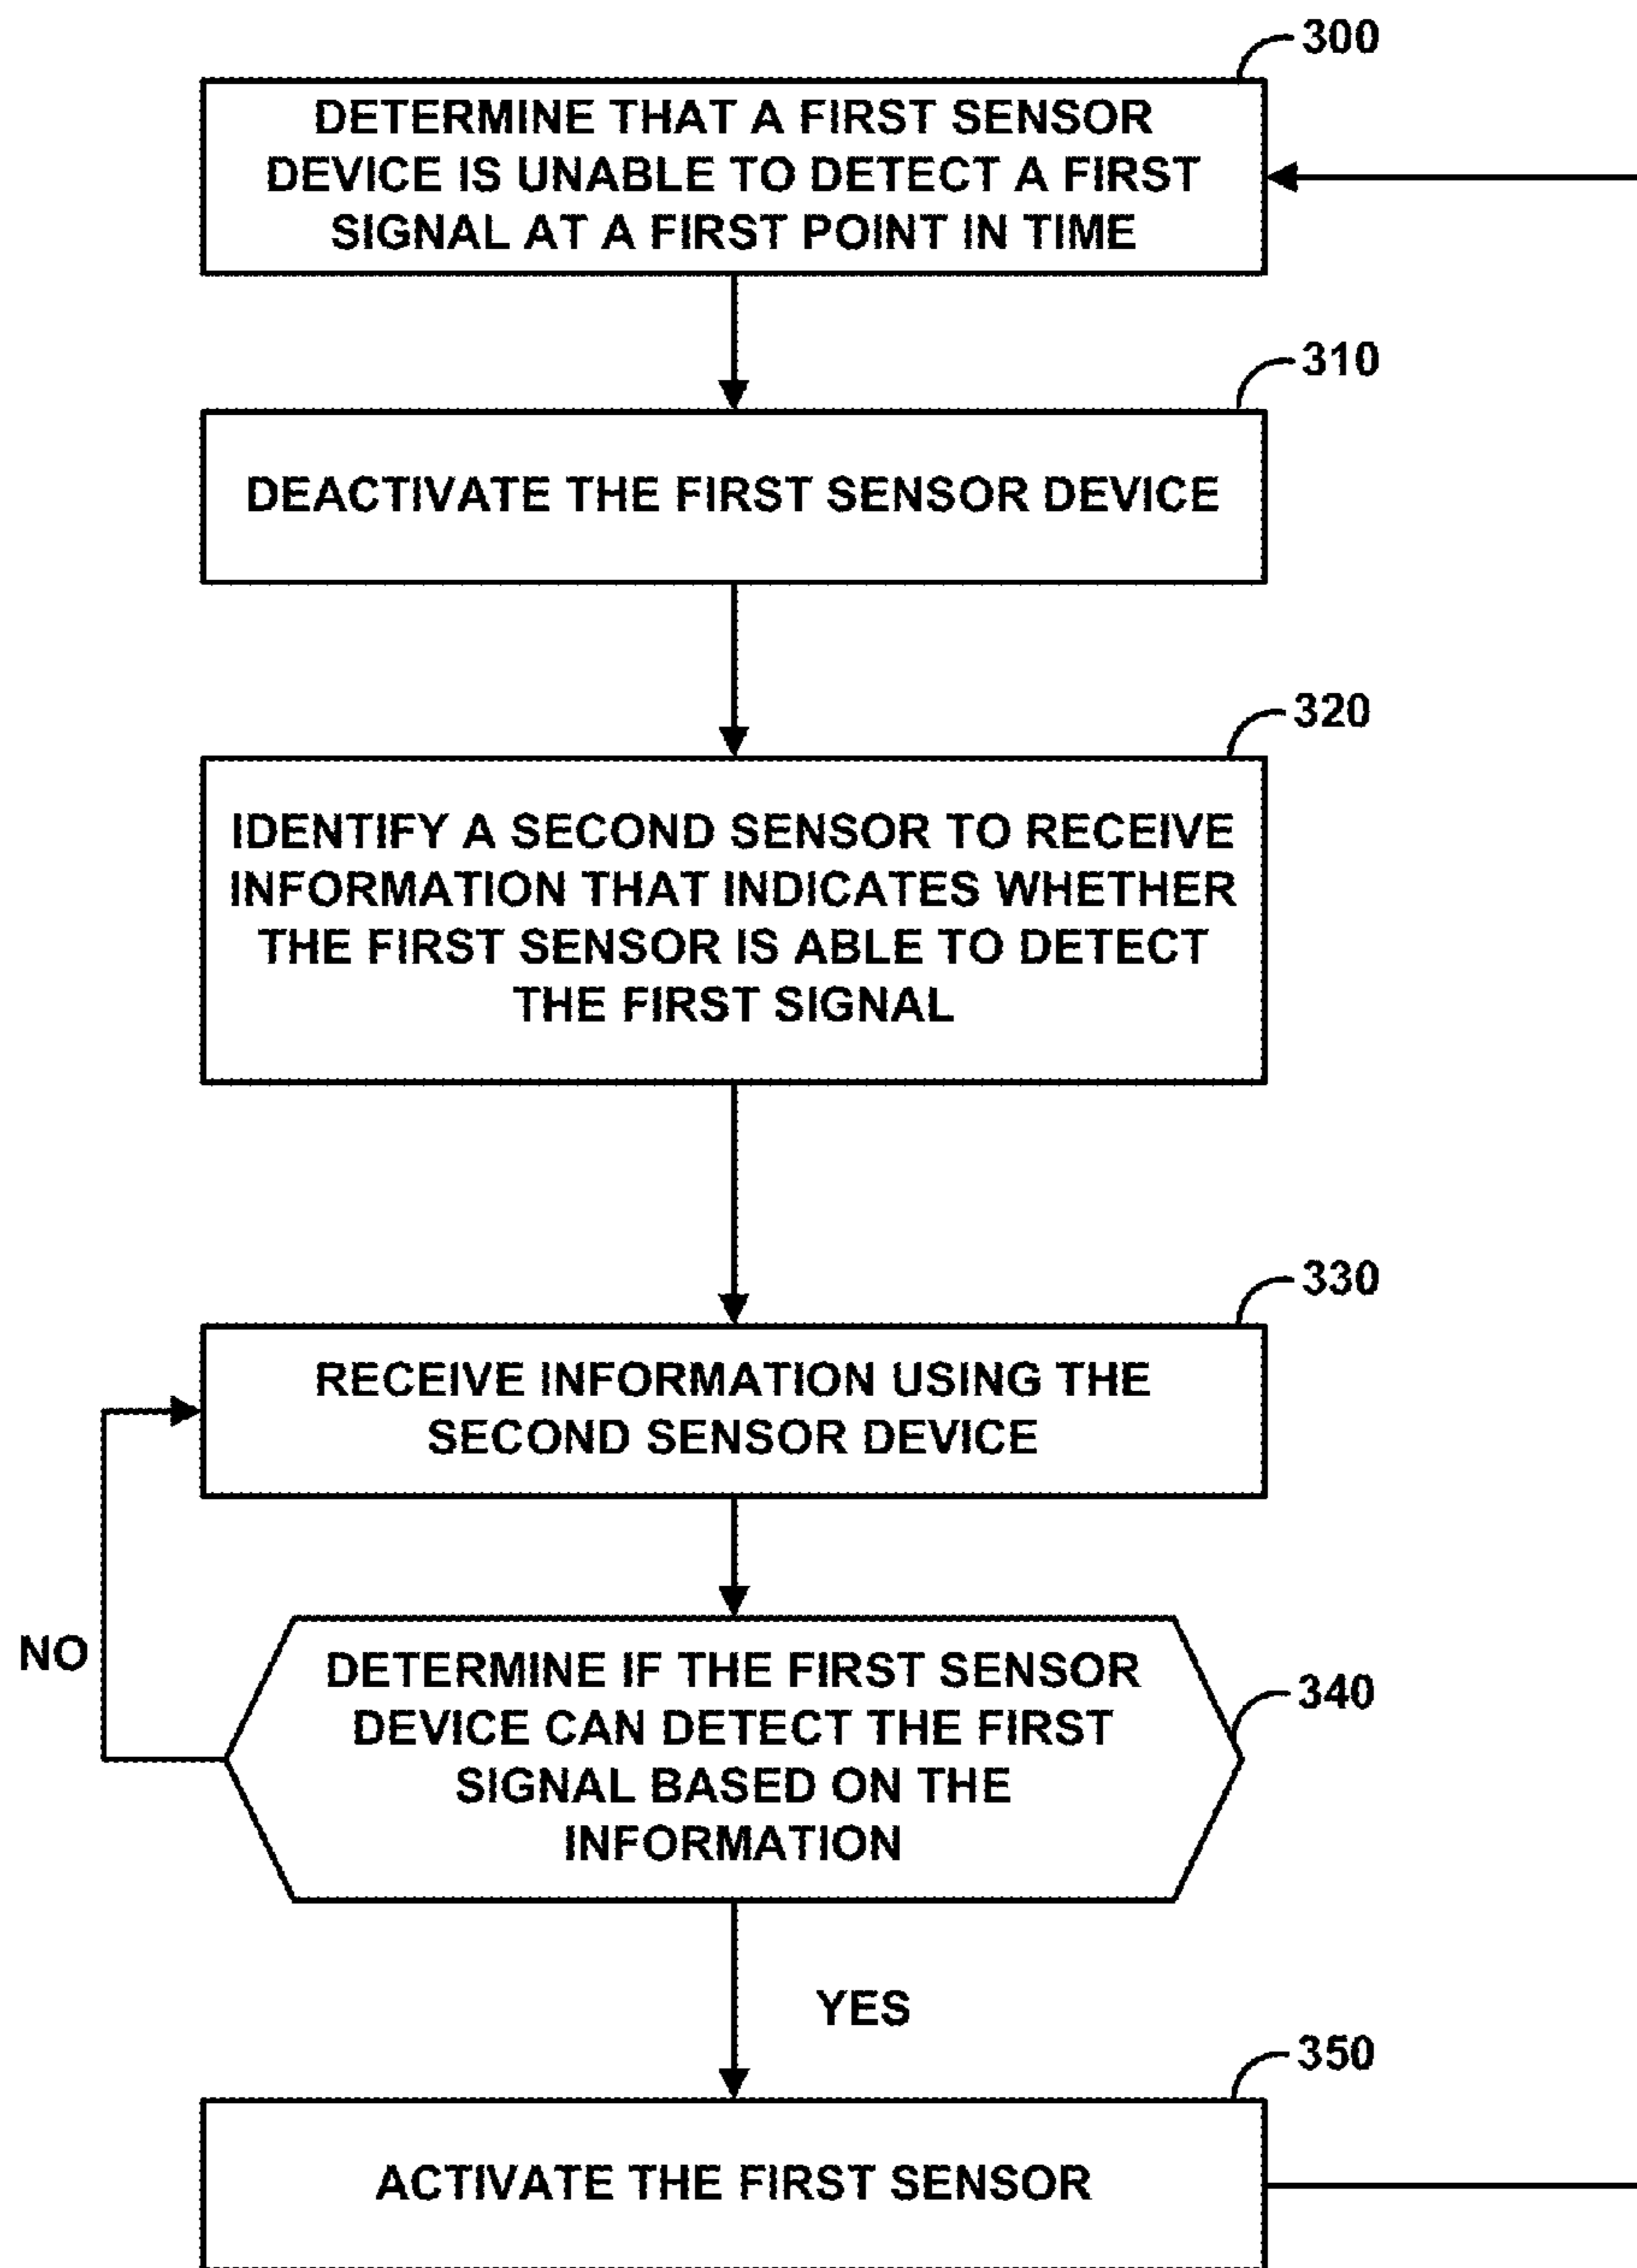 300
DETERMINE THAT A FIRST SENSOR
DEVICE IS UNABLE TO DETECT A FIRST
SIGNAL AT A FIRST POINT IN TIME
310
DEACTIVATE THE FIRST SENSOR DEVICE
320
IDENTIFY A SECOND SENSOR TO RECEIVE
INFORMATION THAT INDICATES WHETHER
THE FIRST SENSOR IS ABLE TO DETECT
THE FIRST SIGNAL
330
RECEIVE INFORMATION USING THE
SECOND SENSOR DEVICE
NO
DETERMINE IF THE FIRST SENSOR
DEVICE CAN DETECT THE FIRST
SIGNAL BASED ON THE
INFORMATION
340
YES
350
ACTIVATE THE FIRST SENSOR